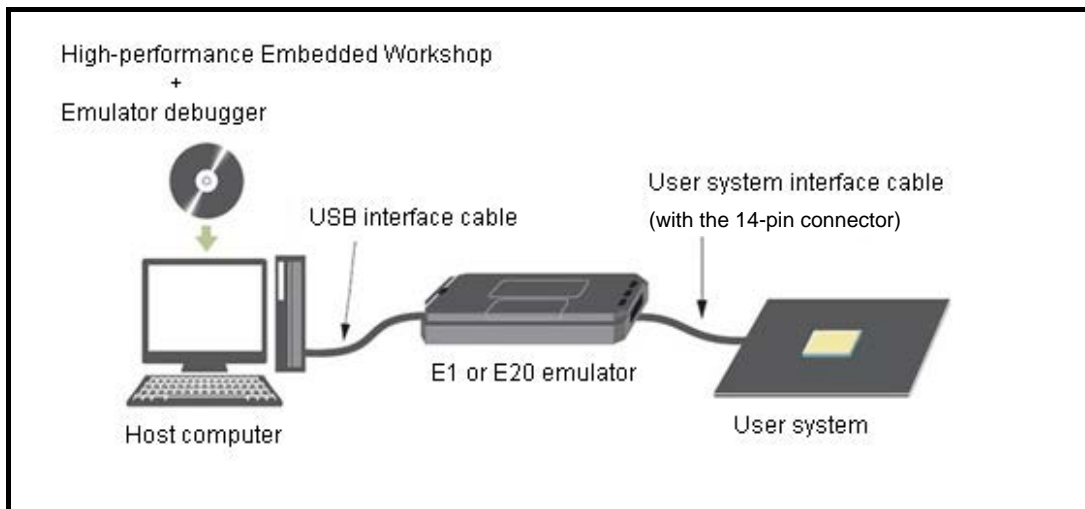 High-performance Embedded Workshop
+
Emulator debugger
USB interface cable
User system interface cable
(with the 14-pin connector)
E1 or E20 emulator
Host computer
User system